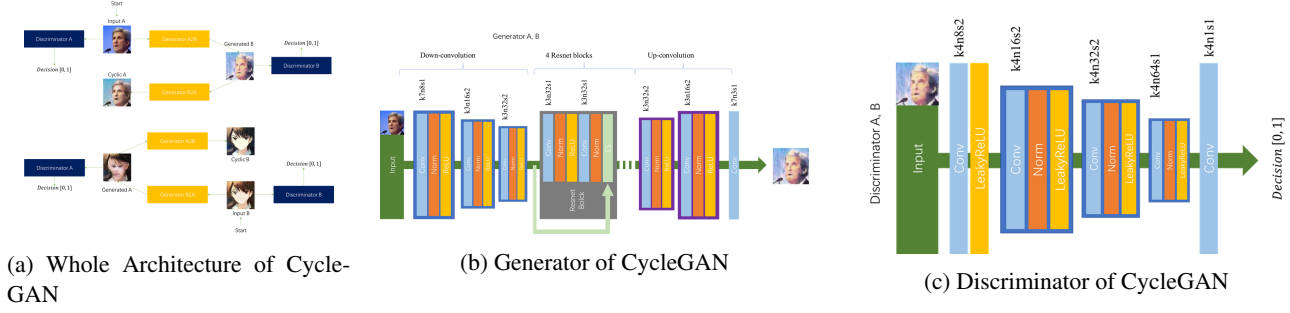 Start
Input A
Discriminator A
Generator A2B
Decision [0, 1]
Generated B
Decision [0,1]
Discriminator B
Cyclic A
Generator B2A
Discriminator A
Generator A2B
Cyclic B
Decision [0,1]
Generated A
Decision [0,1]
Generator B2A
Discriminator B
Input B
Start
(a) Whole Architecture of Cycle-
GAN
Generator A, B
Down-convolution
4 Resnet blocks
Up-convolution
k7n8s1
k3n16s2
k3n32s2
k3n32s1
k3n32s1
k3n32s2
k3n16s2
k7n3s1
Input
Conv
Norm
ReLU
Conv
Norm
ReLU
Conv
Norm
ReLU
Conv
Norm
ReLU
Conv
Norm
ES
Resnet
Bolck
Conv
Norm
ReLU
Conv
Norm
ReLU
Conv
(b) Generator of CycleGAN
Discriminator A, B
k4n8s2
k4n16s2
k4n32s2
k4n64s1
k4n1s1
Input
Conv
LeakyReLU
Conv
Norm
LeakyReLU
Conv
Norm
LeakyReLU
Conv
Norm
LeakyReLU
Conv
Decision [0, 1]
(c) Discriminator of CycleGAN